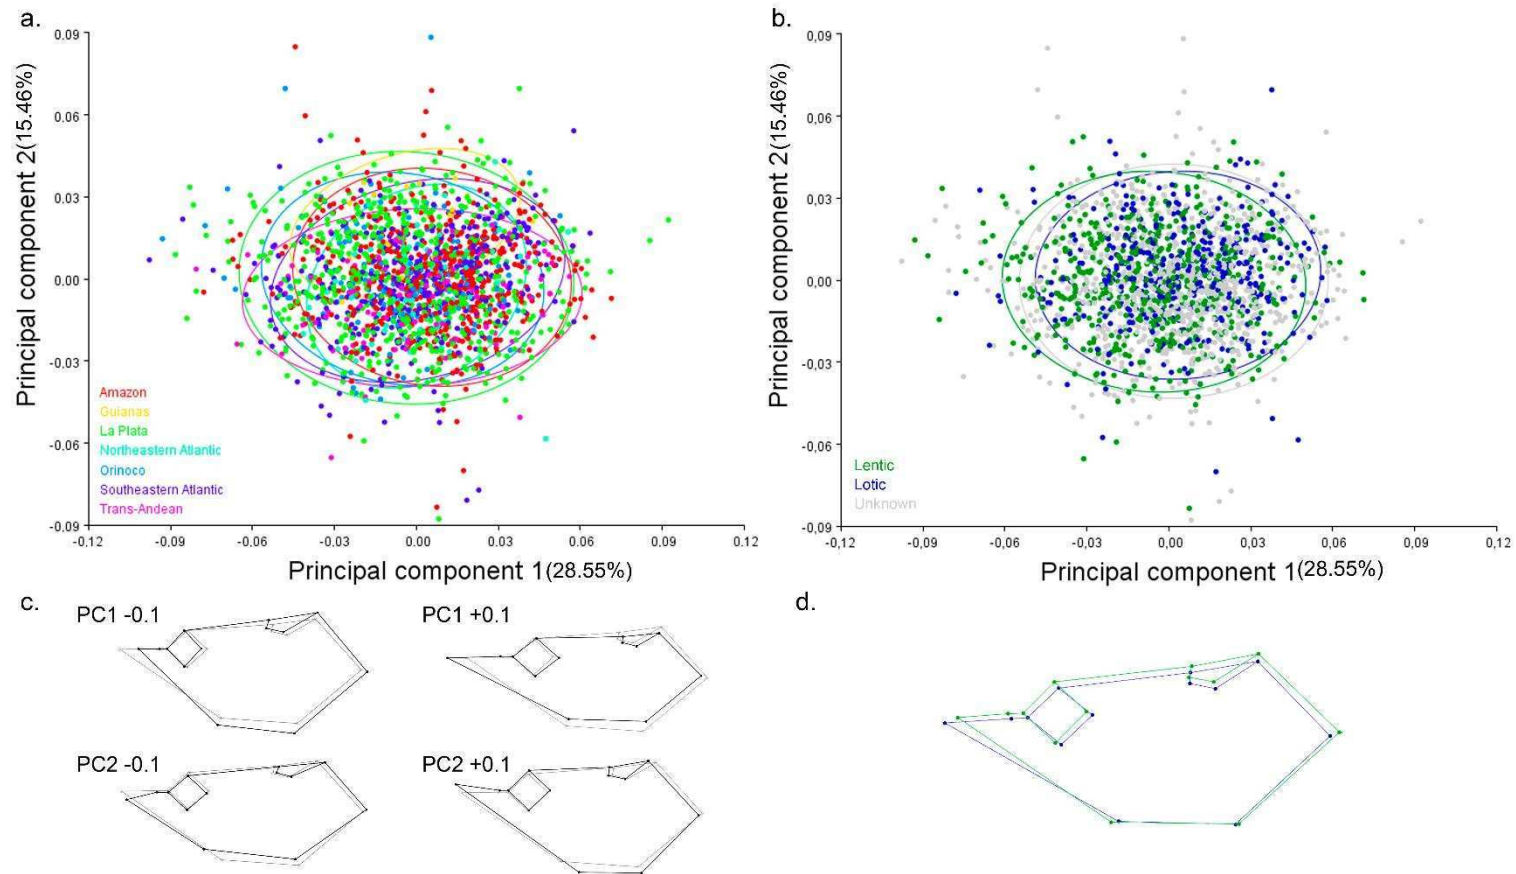 a.
0.09
0.06
0.03
0.00
-0.03
-0.06
-0.09
Principal component 2(15.46%)
Amazon
Guianas
La Plata
Northeastern Atlantic
Orinoco
Southeastern Atlantic
Trans-Andean
-0.12 -0.09 -0.06 -0.03 0.00 0.03 0.06 0.09 0.12
Principal component 1(28.55%)
b.
0,09
0,06
0,03
0,00
-0,03
-0,06
-0,09
Principal component 2(15.46%)
Lentic
Lotic
Unknown
-0,12 -0,09 -0,06 -0,03 0,00 0,03 0,06 0,09 0,12
Principal component 1(28.55%)
c.
PC1 -0.1
PC1 +0.1
PC2 -0.1
PC2 +0.1
d.